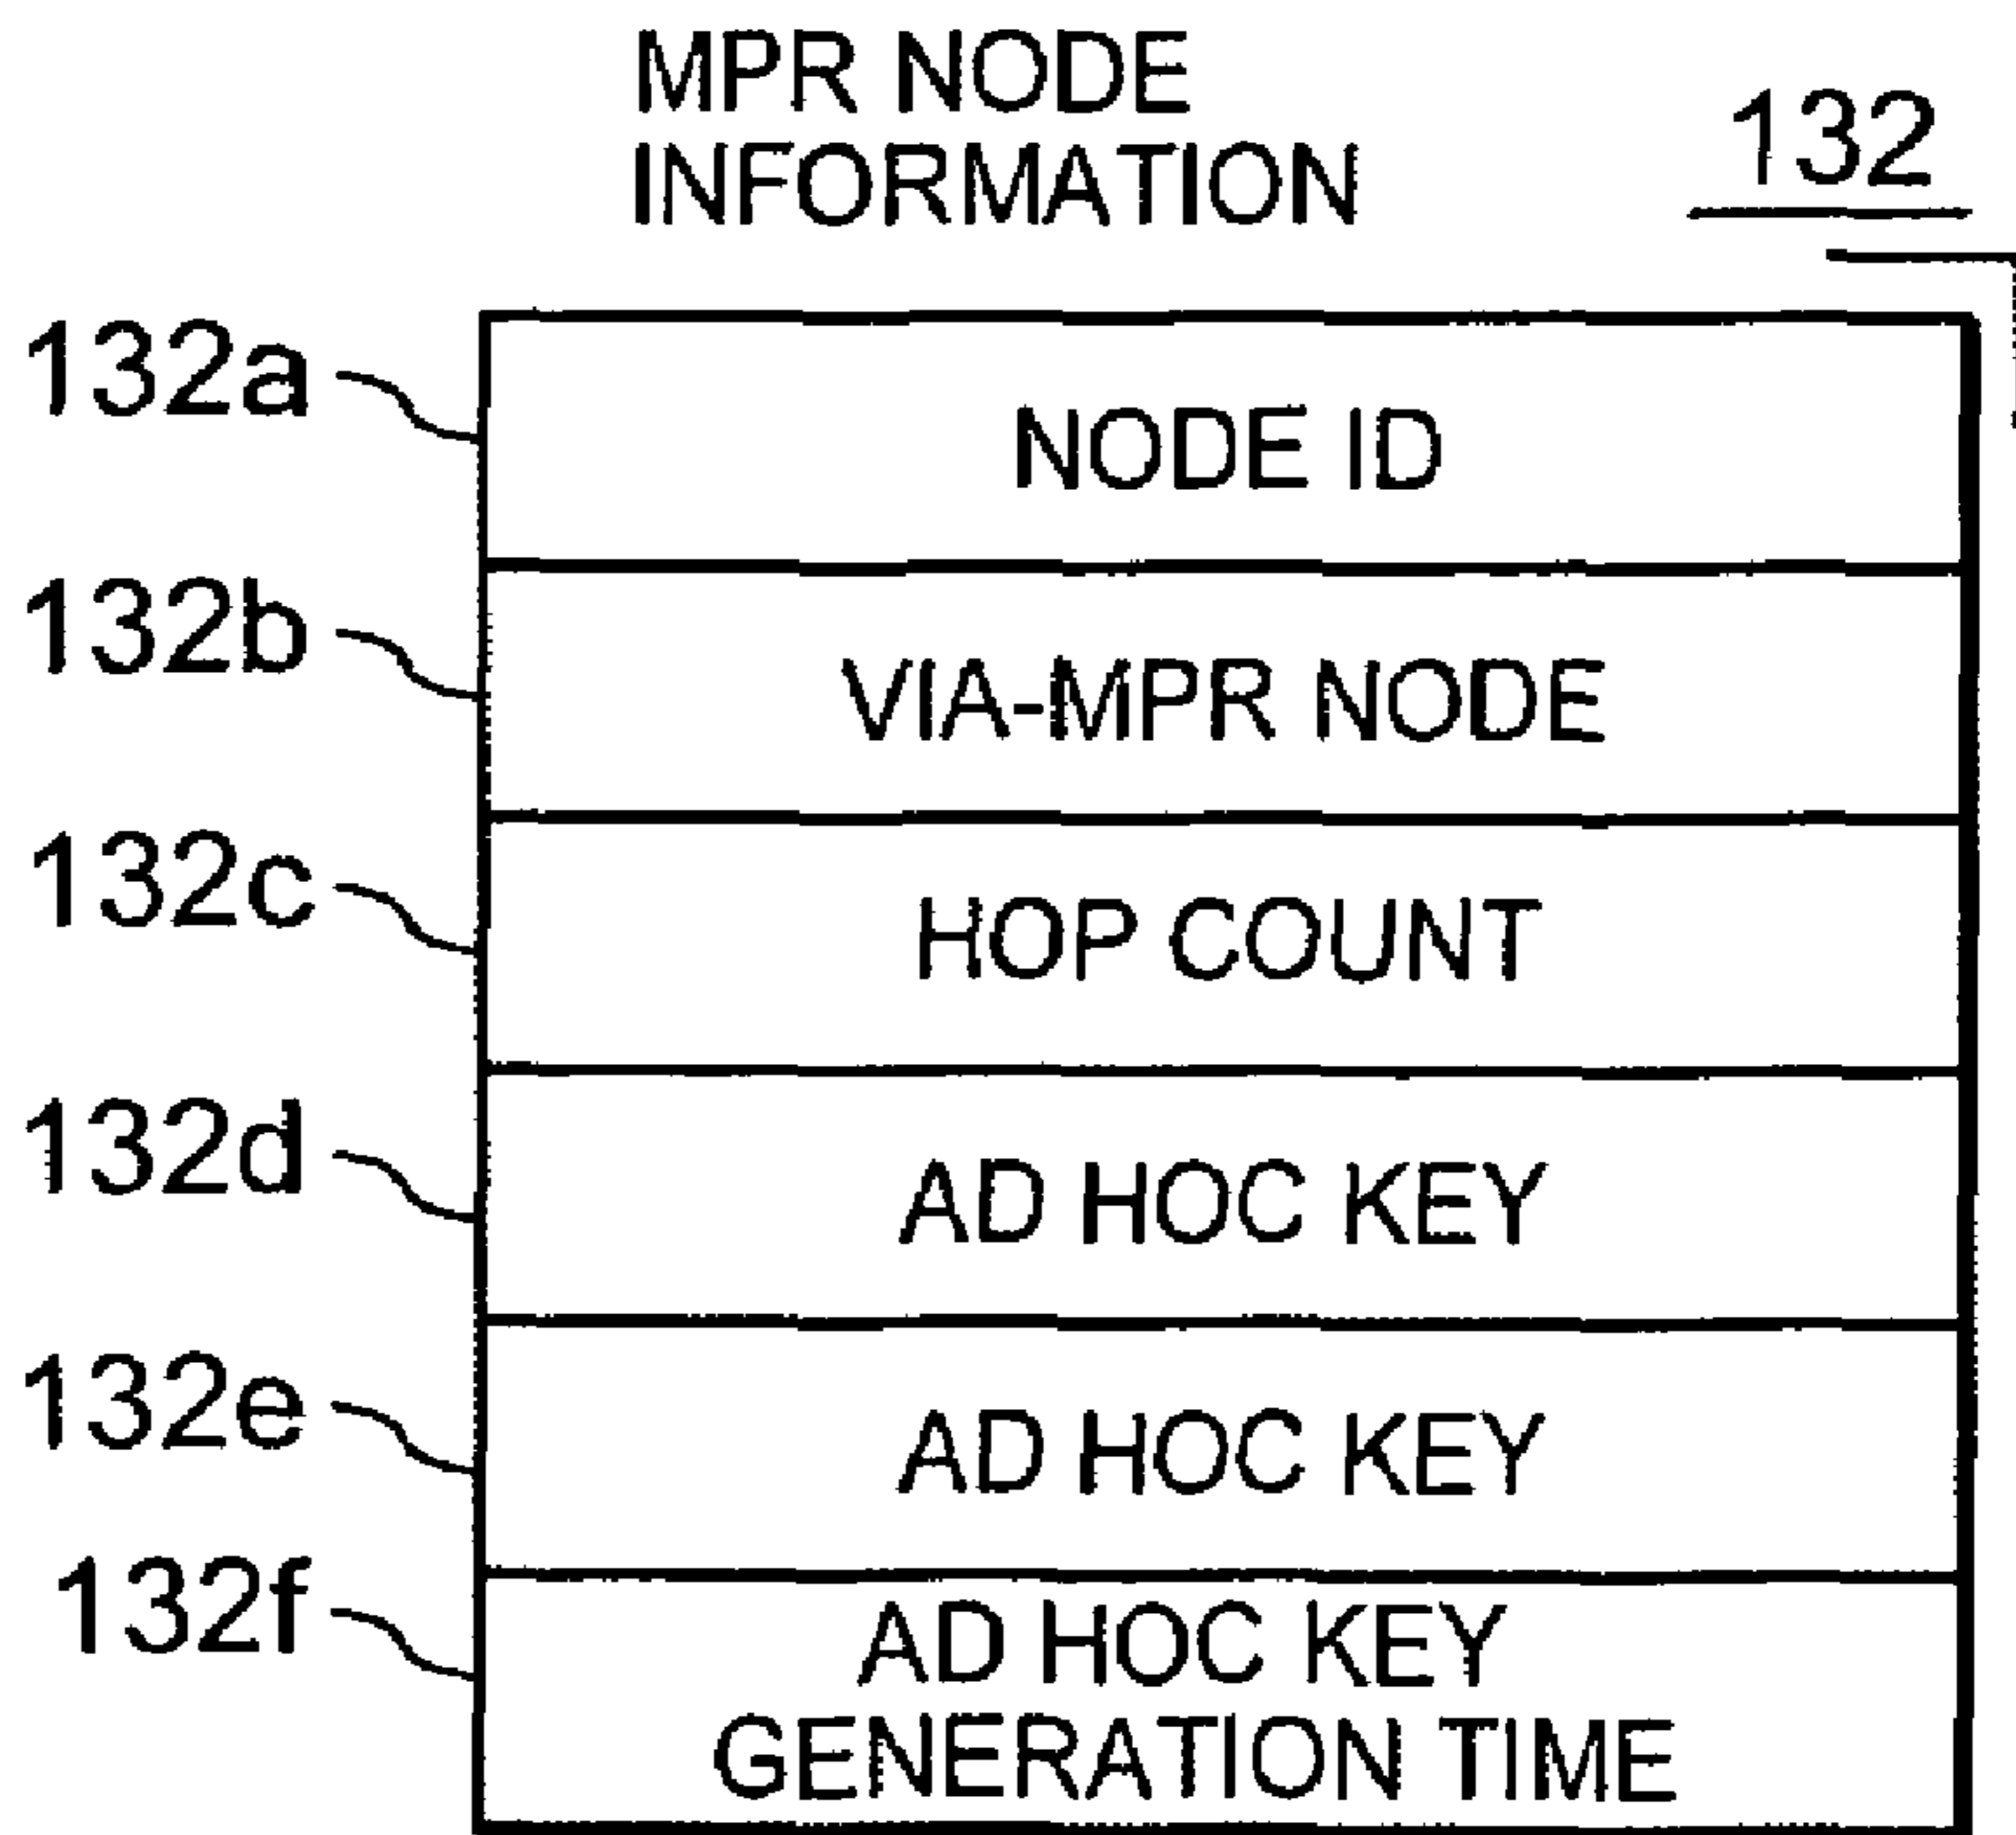 MPR NODE
INFORMATION
132
132a
NODE ID
132b
VIA-MPR NODE
132c
HOP COUNT
132d
AD HOC KEY
132e
AD HOC KEY
132f
AD HOC KEY
GENERATION TIME